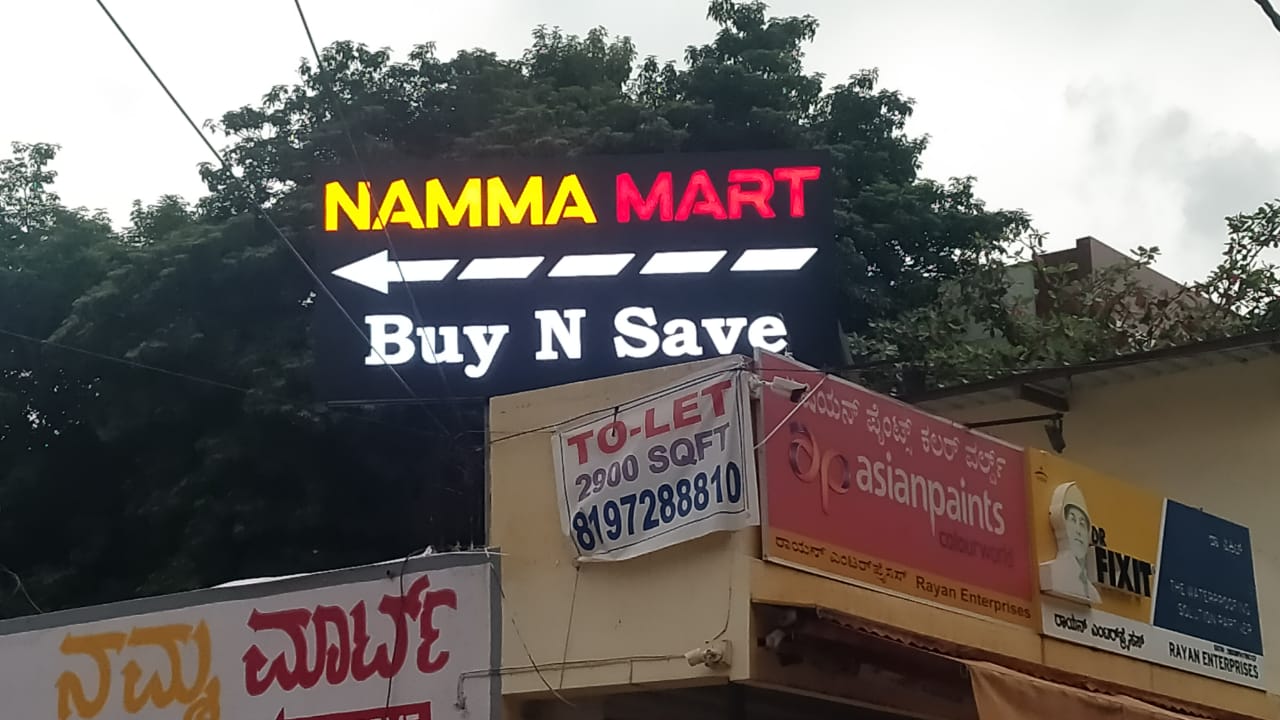 NAMMA MART
Buy N Save
TO-LET
2900 SQFT
8197288810
ರಾಯನ್ ಪೈಂಟ್ಸ್ ಕಲರ್ ವರ್ಲ್ಡ್
ap asianpaints
colourworld
ರಾಯನ್ ಎಂಟರ್‌ಪ್ರೈಸಸ್ Rayan Enterprises
DR.
FIXIT
ಡಾ ಫಿಕ್ಸಿಟ್
THE WATERPROOFING
SOLUTION PARTNER
ರಾಯನ್ ಎಂಟರ್‌ಪ್ರೈಸಸ್
RAYAN ENTERPRISES
ನಮ್ಮ ಮಾರ್ಟ್